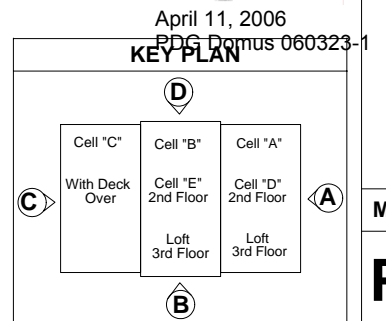 April 11, 2006
PDG Domus 060323-1
KEY PLAN
D
Cell "C"
Cell "B"
Cell "A"
With Deck
Over
Cell "E"
2nd Floor
Cell "D"
2nd Floor
C
A
Loft
3rd Floor
Loft
3rd Floor
B
M